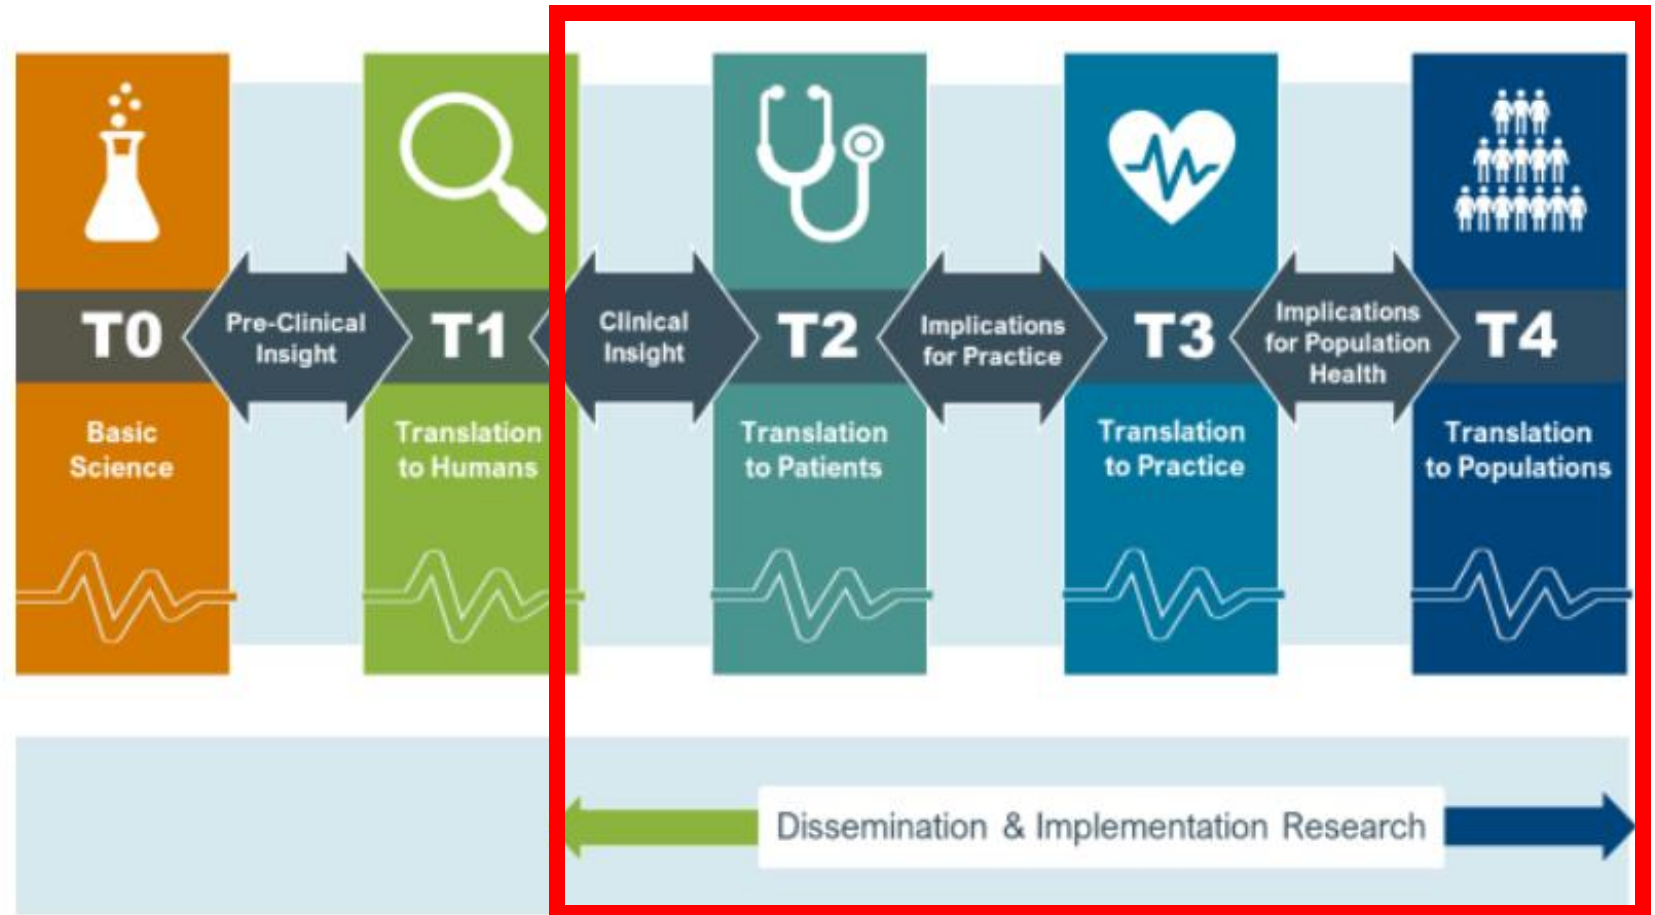 T0
Pre-Clinical
Insight
T1
Clinical
Insight
T2
Implications
for Practice
T3
Implications
for Population
Health
T4
Basic
Science
Translation
to Humans
Translation
to Patients
Translation
to Practice
Translation
to Populations
Dissemination & Implementation Research